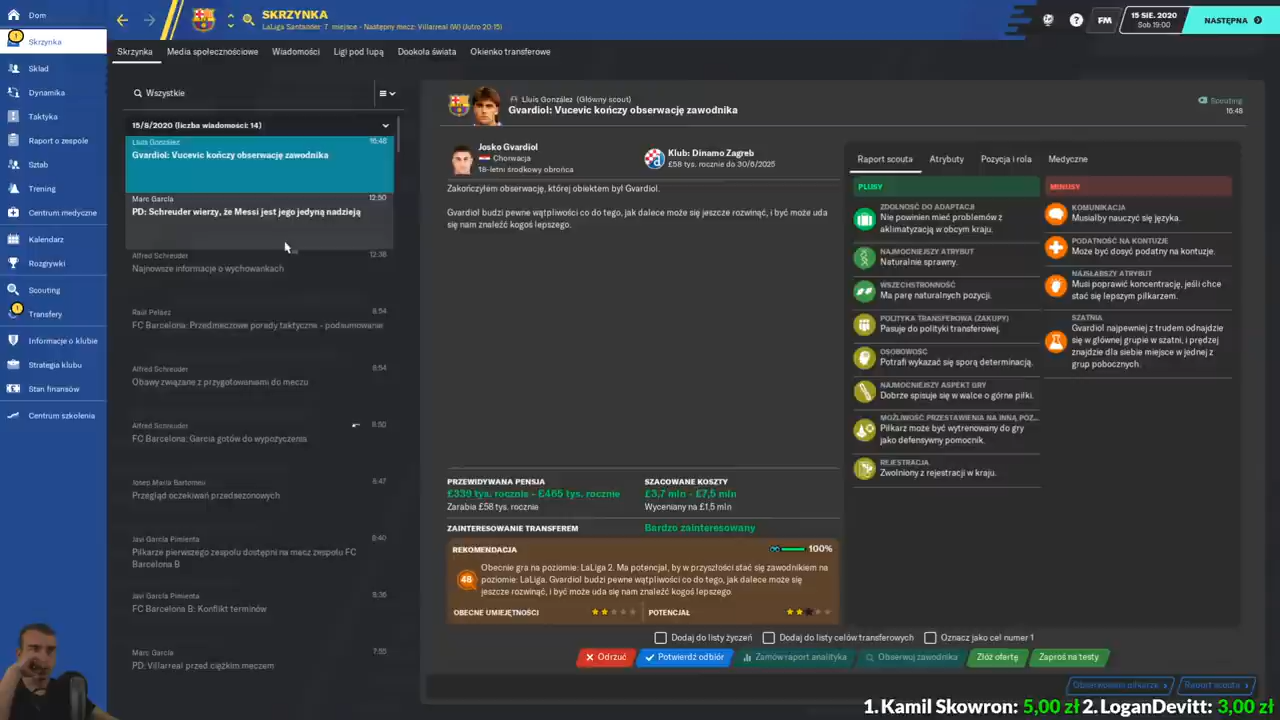 Dom
SKRZYNKA
LaLiga Santander: 7. miejsce - Następny mecz: Villarreal (W) (Jutro 20:15)
FM
15 SIE. 2020
Sob 19:00
NASTĘPNA
1
Skrzynka
Skład
Dynamika
Taktyka
Raport o zespole
Sztab
Trening
Centrum medyczne
Kalendarz
Rozgrywki
Scouting
1
Transfery
Informacje o klubie
Strategia klubu
Stan finansów
Centrum szkolenia
Skrzynka
Media społecznościowe
Wiadomości
Ligi pod lupą
Dookoła świata
Okienko transferowe
Wszystkie
15/8/2020 (liczba wiadomości: 14)
Lluís González 16:48
Gvardiol: Vucevic kończy obserwację zawodnika
Marc García 12:50
PD: Schreuder wierzy, że Messi jest jego jedyną nadzieją
Alfred Schreuder 12:38
Najnowsze informacje o wychowankach
Raúl Peláez 8:54
FC Barcelona: Przedmeczowe porady taktyczne - podsumowanie
Alfred Schreuder 8:54
Obawy związane z przygotowaniami do meczu
Alfred Schreuder 8:50
FC Barcelona: Garcia gotów do wypożyczenia
Josep Maria Bartomeu 8:47
Przegląd oczekiwań przedsezonowych
Javi García Pimienta 8:40
Piłkarze pierwszego zespołu dostępni na mecz zespołu FC
Barcelona B
Javi García Pimienta 8:36
FC Barcelona B: Konflikt terminów
Marc García 7:55
PD: Villarreal przed ciężkim meczem
Lluís González (Główny scout)
Gvardiol: Vucevic kończy obserwację zawodnika
Scouting
16:48
Josko Gvardiol
Chorwacja
18-letni środkowy obrońca
Klub: Dinamo Zagreb
£58 tys. rocznie do 30/6/2025
Zakończyłem obserwację, której obiektem był Gvardiol.
Gvardiol budzi pewne wątpliwości co do tego, jak dalece może się jeszcze rozwinąć, i być może uda
się nam znaleźć kogoś lepszego.
PRZEWIDYWANA PENSJA
£339 tys. rocznie - £465 tys. rocznie
Zarabia £58 tys. rocznie
SZACOWANE KOSZTY
£3,7 mln - £7,5 mln
Wyceniany na £1,5 mln
ZAINTERESOWANIE TRANSFEREM
Bardzo zainteresowany
REKOMENDACJA
100%
48
Obecnie gra na poziomie: LaLiga 2. Ma potencjał, by w przyszłości stać się zawodnikiem na
poziomie: LaLiga. Gvardiol budzi pewne wątpliwości co do tego, jak dalece może się
jeszcze rozwinąć, i być może uda się nam znaleźć kogoś lepszego.
OBECNE UMIEJĘTNOŚCI
POTENCJAŁ
Raport scouta
Atrybuty
Pozycja i rola
Medyczne
PLUSY
ZDOLNOŚĆ DO ADAPTACJI
Nie powinien mieć problemów z
aklimatyzacją w obcym kraju.
NAJMOCNIEJSZY ATRYBUT
Naturalnie sprawny.
WSZECHSTRONNOŚĆ
Ma parę naturalnych pozycji.
POLITYKA TRANSFEROWA (ZAKUPY)
Pasuje do polityki transferowej.
OSOBOWOŚĆ
Potrafi wykazać się sporą determinacją.
NAJMOCNIEJSZY ASPEKT GRY
Dobrze spisuje się w walce o górne piłki.
MOŻLIWOŚĆ PRZESTAWIENIA NA INNĄ POZ...
Piłkarz może być wytrenowany do gry
jako defensywny pomocnik.
REJESTRACJA
Zwolniony z rejestracji w kraju.
MINUSY
KOMUNIKACJA
Musiałby nauczyć się języka.
PODATNOŚĆ NA KONTUZJE
Może być dosyć podatny na kontuzje.
NAJSŁABSZY ATRYBUT
Musi poprawić koncentrację, jeśli chce
stać się lepszym piłkarzem.
SZATNIA
Gvardiol najpewniej z trudem odnajdzie
się w głównej grupie w szatni, i prędzej
znajdzie dla siebie miejsce w jednej z
grup pobocznych.
Dodaj do listy życzeń
Dodaj do listy celów transferowych
Oznacz jako cel numer 1
Odrzuć
Potwierdź odbiór
Zamów raport analityka
Obserwuj zawodnika
Złóż ofertę
Zaproś na testy
Obserwowani piłkarze
Raport scouta
1. Kamil Skowron: 5,00 zł 2. LoganDevitt: 3,00 zł